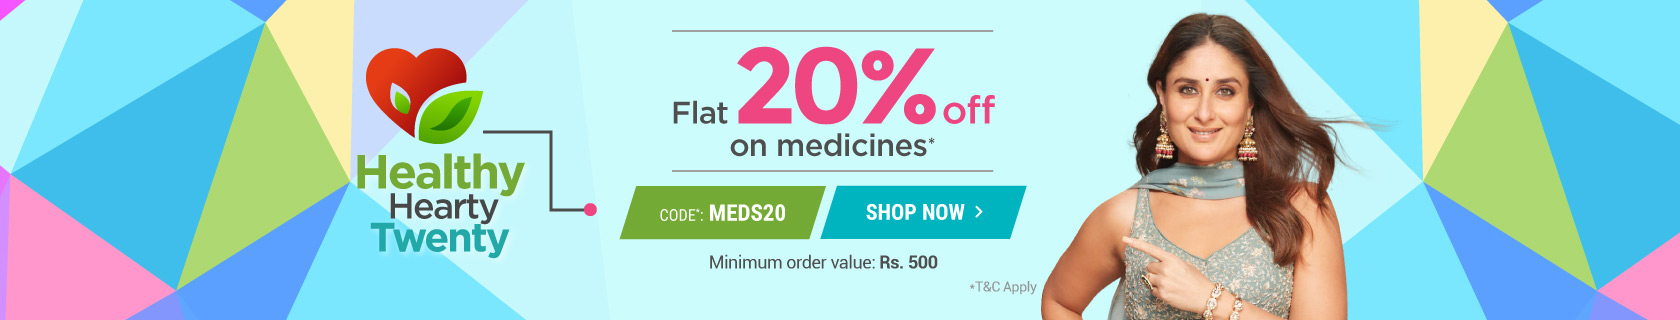 Healthy
Hearty
Twenty
Flat 20% off
on medicines*
CODE*: MEDS20
SHOP NOW >
Minimum order value: Rs. 500
*T&C Apply